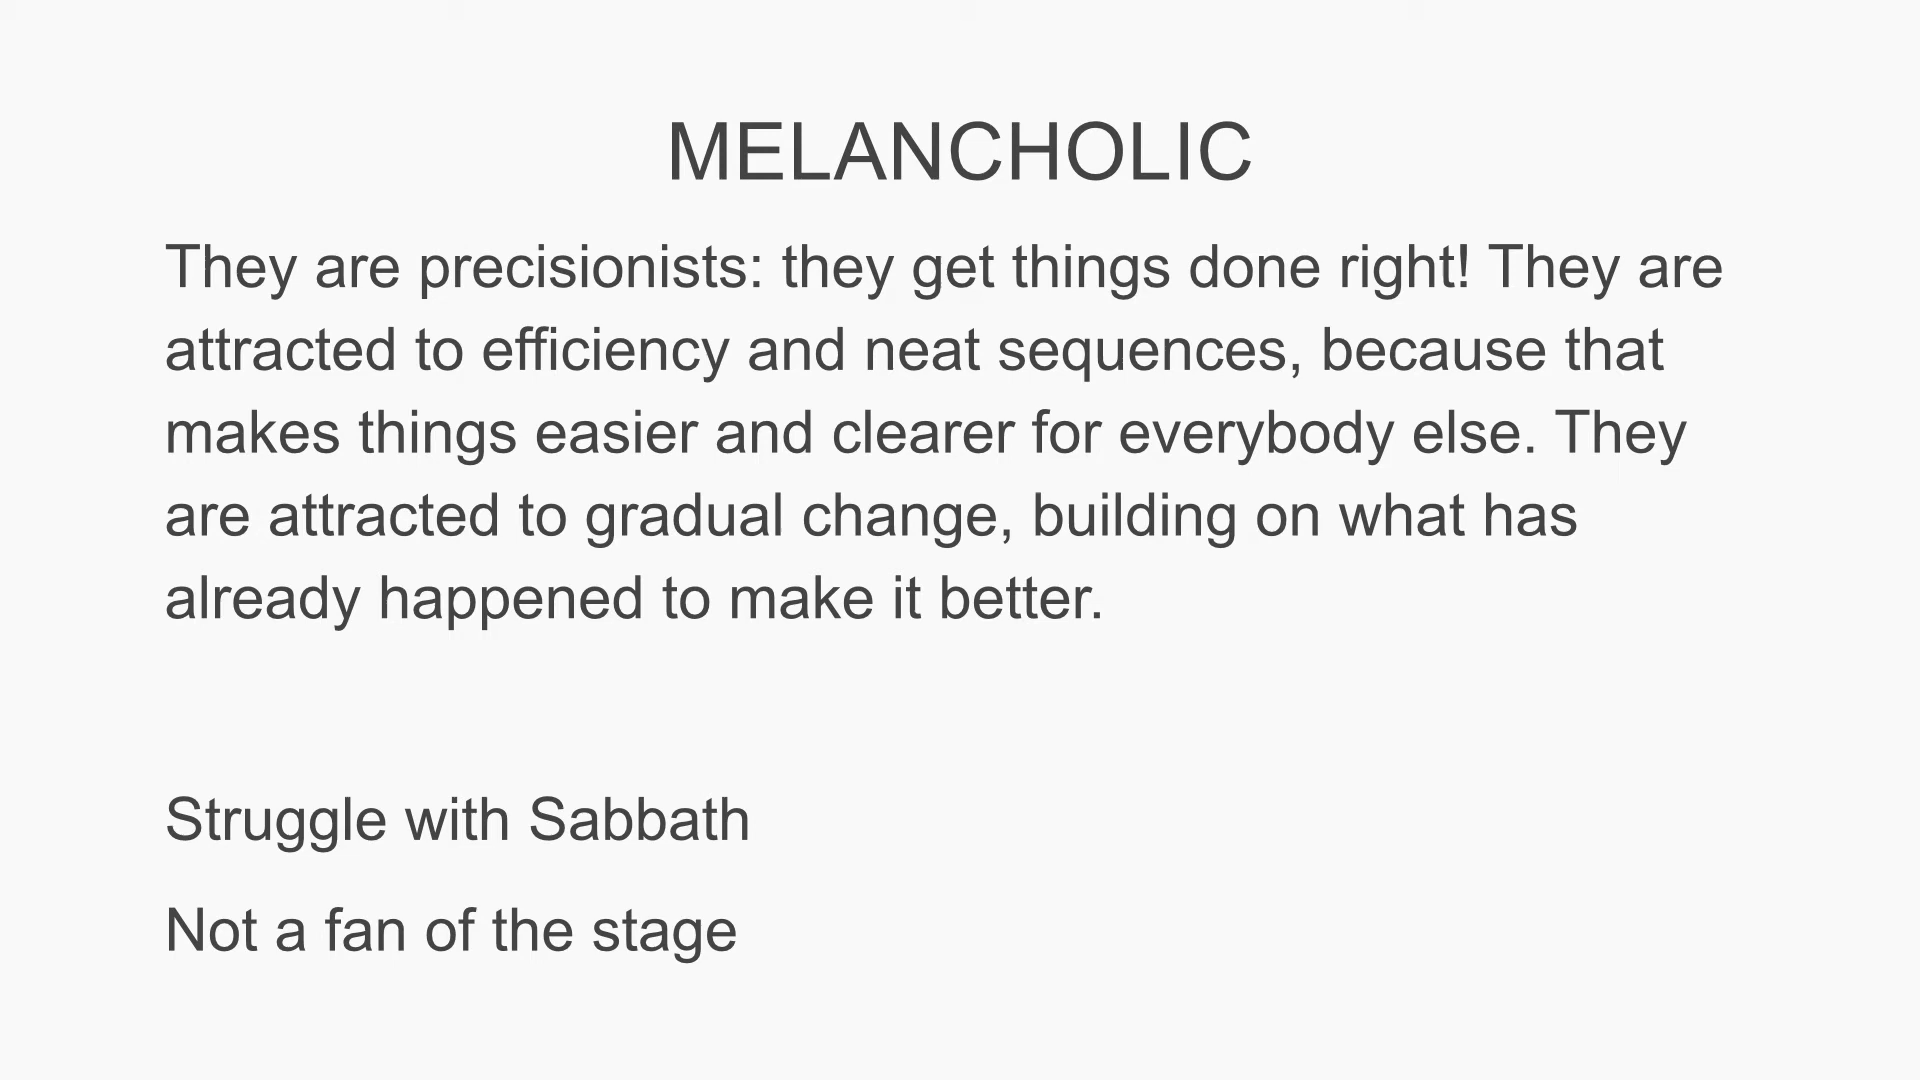 MELANCHOLIC
They are precisionists: they get things done right! They are
attracted to efficiency and neat sequences, because that
makes things easier and clearer for everybody else. They
are attracted to gradual change, building on what has
already happened to make it better.
Struggle with Sabbath
Not a fan of the stage